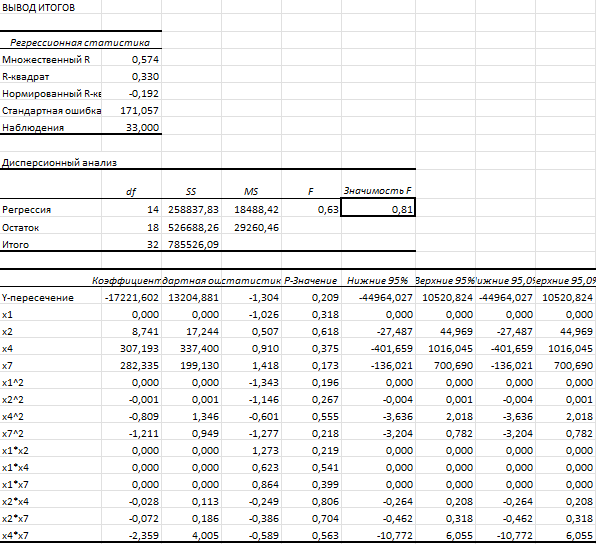 ВЫВОД ИТОГОВ
Регрессионная статистика
Множественный R 0,574
R-квадрат 0,330
Нормированный R-кв -0,192
Стандартная ошибка 171,057
Наблюдения 33,000
Дисперсионный анализ
df SS MS F Значимость F
Регрессия 14 258837,83 18488,42 0,63 0,81
Остаток 18 526688,26 29260,46
Итого 32 785526,09
Коэффициент дартная ош статистик P-Значение Нижние 95% Верхние 95% ижние 95,0% ерхние 95,0%
Y-пересечение -17221,602 13204,881 -1,304 0,209 -44964,027 10520,824 -44964,027 10520,824
x1 0,000 0,000 -1,026 0,318 0,000 0,000 0,000 0,000
x2 8,741 17,244 0,507 0,618 -27,487 44,969 -27,487 44,969
x4 307,193 337,400 0,910 0,375 -401,659 1016,045 -401,659 1016,045
x7 282,335 199,130 1,418 0,173 -136,021 700,690 -136,021 700,690
x1^2 0,000 0,000 -1,343 0,196 0,000 0,000 0,000 0,000
x2^2 -0,001 0,001 -1,146 0,267 -0,004 0,001 -0,004 0,001
x4^2 -0,809 1,346 -0,601 0,555 -3,636 2,018 -3,636 2,018
x7^2 -1,211 0,949 -1,277 0,218 -3,204 0,782 -3,204 0,782
x1*x2 0,000 0,000 1,273 0,219 0,000 0,000 0,000 0,000
x1*x4 0,000 0,000 0,623 0,541 0,000 0,000 0,000 0,000
x1*x7 0,000 0,000 0,864 0,399 0,000 0,000 0,000 0,000
x2*x4 -0,028 0,113 -0,249 0,806 -0,264 0,208 -0,264 0,208
x2*x7 -0,072 0,186 -0,386 0,704 -0,462 0,318 -0,462 0,318
x4*x7 -2,359 4,005 -0,589 0,563 -10,772 6,055 -10,772 6,055